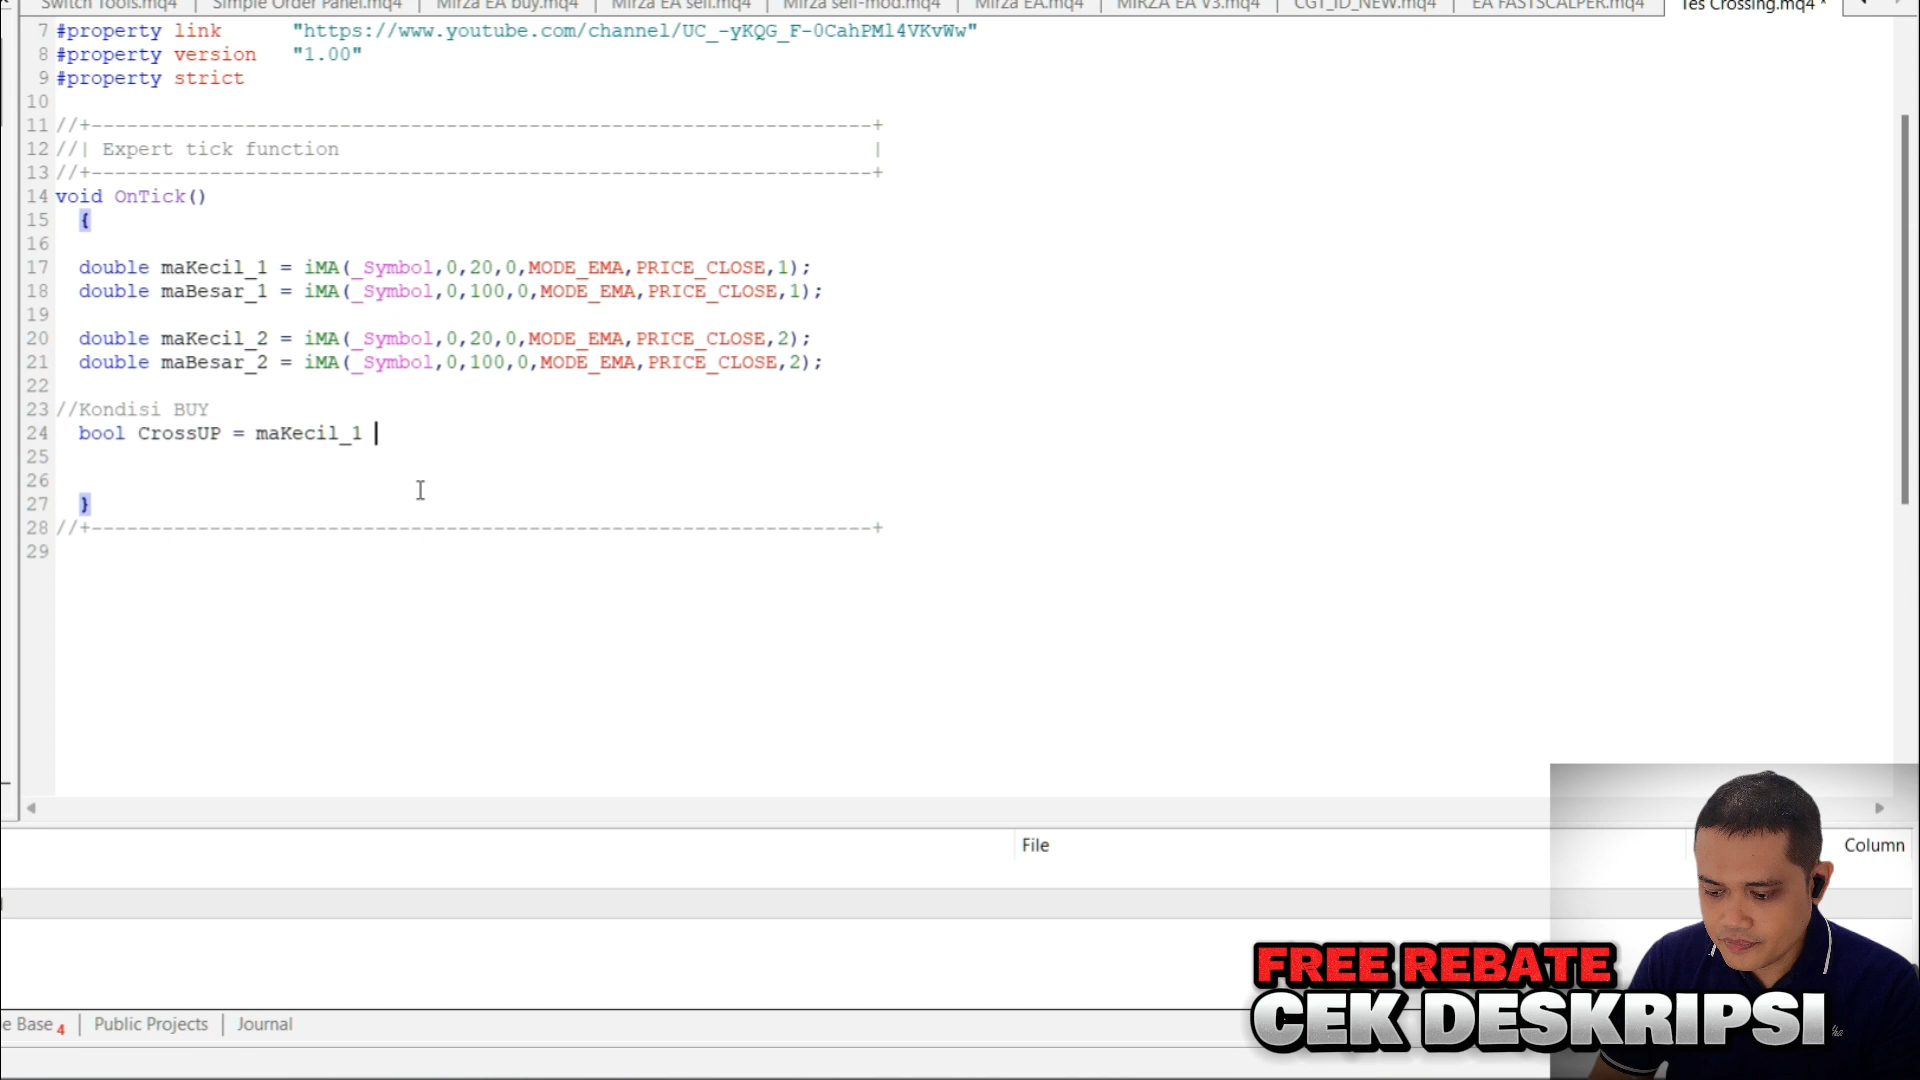 Switch Tools.mq4 | Simple Order Panel.mq4 | Mirza EA buy.mq4 | Mirza EA sell.mq4 | Mirza sell-mod.mq4 | Mirza EA.mq4 | MIRZA EA V3.mq4 | CGT_ID_NEW.mq4 | EA FASTSCALPER.mq4 | Tes Crossing.mq4 *
7 #property link "https://www.youtube.com/channel/UC_-yKQG_F-0CahPMl4VKvWw"
8 #property version "1.00"
9 #property strict
10
11 //+------------------------------------------------------------------+
12 //| Expert tick function |
13 //+------------------------------------------------------------------+
14 void OnTick()
15 {
16
17 double maKecil_1 = iMA(_Symbol,0,20,0,MODE_EMA,PRICE_CLOSE,1);
18 double maBesar_1 = iMA(_Symbol,0,100,0,MODE_EMA,PRICE_CLOSE,1);
19
20 double maKecil_2 = iMA(_Symbol,0,20,0,MODE_EMA,PRICE_CLOSE,2);
21 double maBesar_2 = iMA(_Symbol,0,100,0,MODE_EMA,PRICE_CLOSE,2);
22
23 //Kondisi BUY
24 bool CrossUP = maKecil_1
25
26
27 }
28 //+------------------------------------------------------------------+
29
File Column
FREE REBATE
CEK DESKRIPSI
e Base 4 | Public Projects | Journal